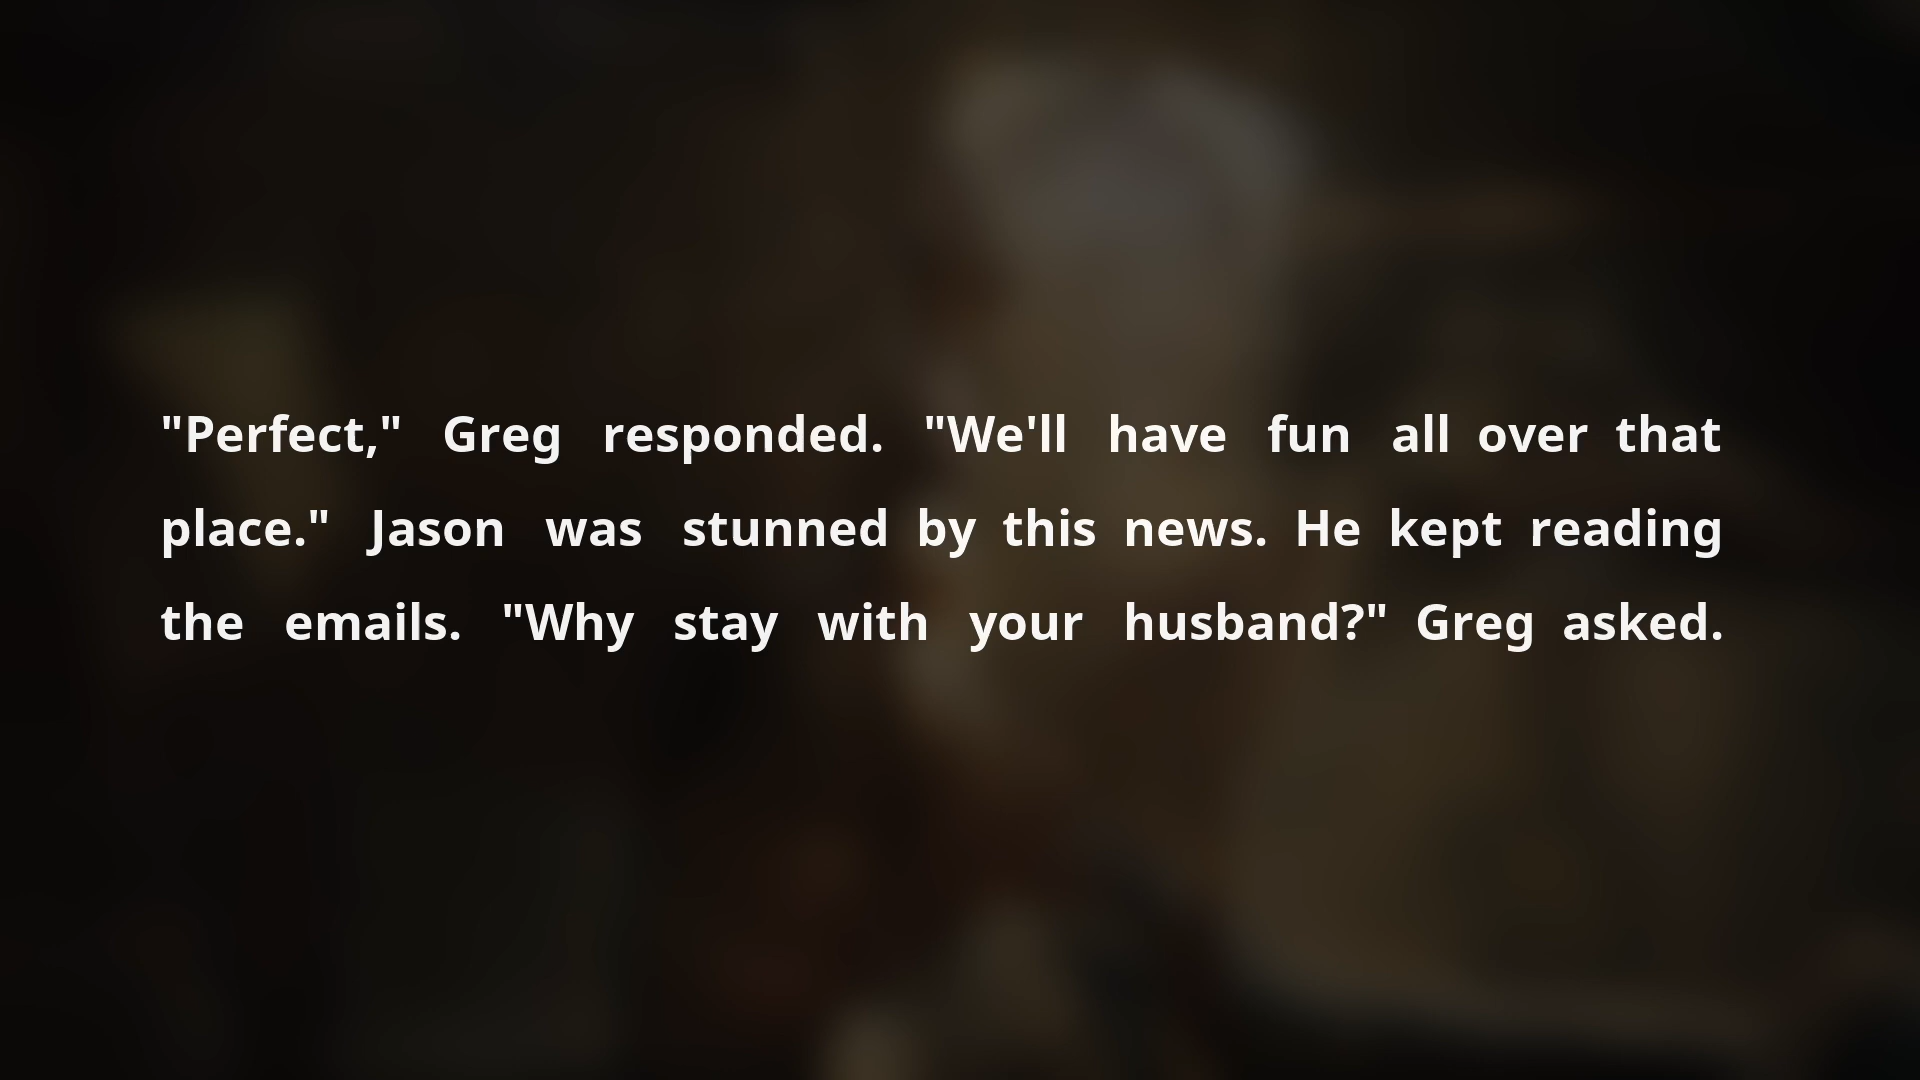 "Perfect," Greg responded. "We'll have fun all over that
place." Jason was stunned by this news. He kept reading
the emails. "Why stay with your husband?" Greg asked.